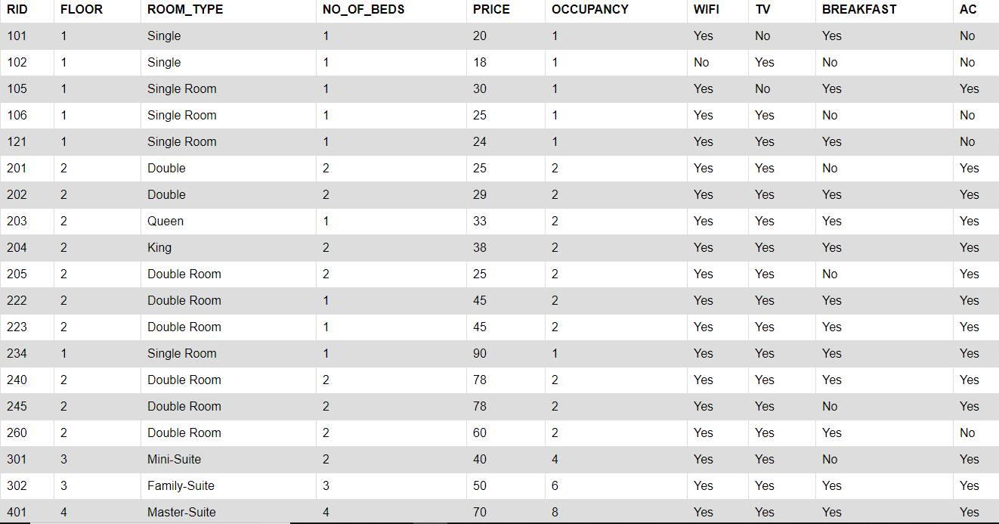 RID FLOOR ROOM_TYPE NO_OF_BEDS PRICE OCCUPANCY WIFI TV BREAKFAST AC
101 1 Single 1 20 1 Yes No Yes No
102 1 Single 1 18 1 No Yes No No
105 1 Single Room 1 30 1 Yes No Yes Yes
106 1 Single Room 1 25 1 Yes Yes No No
121 1 Single Room 1 24 1 Yes Yes Yes No
201 2 Double 2 25 2 Yes Yes No Yes
202 2 Double 2 29 2 Yes Yes Yes Yes
203 2 Queen 1 33 2 Yes Yes Yes Yes
204 2 King 2 38 2 Yes Yes Yes Yes
205 2 Double Room 2 25 2 Yes Yes No Yes
222 2 Double Room 1 45 2 Yes Yes Yes Yes
223 2 Double Room 1 45 2 Yes Yes Yes Yes
234 1 Single Room 1 90 1 Yes Yes Yes Yes
240 2 Double Room 2 78 2 Yes Yes Yes Yes
245 2 Double Room 2 78 2 Yes Yes No Yes
260 2 Double Room 2 60 2 Yes Yes Yes No
301 3 Mini-Suite 2 40 4 Yes Yes No Yes
302 3 Family-Suite 3 50 6 Yes Yes Yes Yes
401 4 Master-Suite 4 70 8 Yes Yes Yes Yes